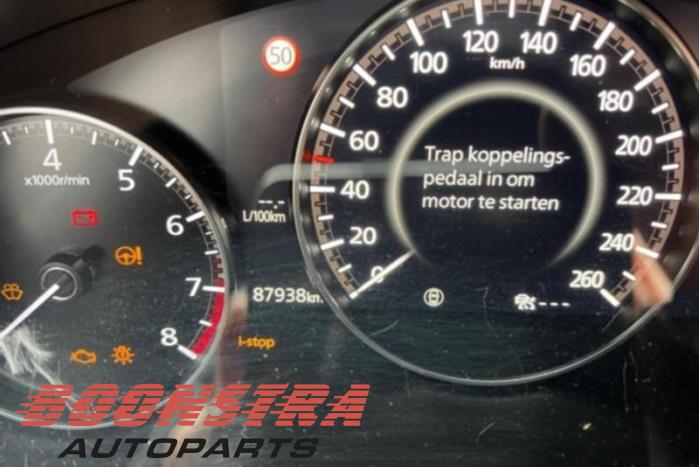 50
120
140
100
km/h
160
80
180
4
60
200
5
x1000r/min
Trap koppelings-
pedaal in om
motor te starten
40
220
--.-
L/100km
6
20
240
0
260
7
87938km
---
8
i-stop
BOONSTRA
AUTOPARTS